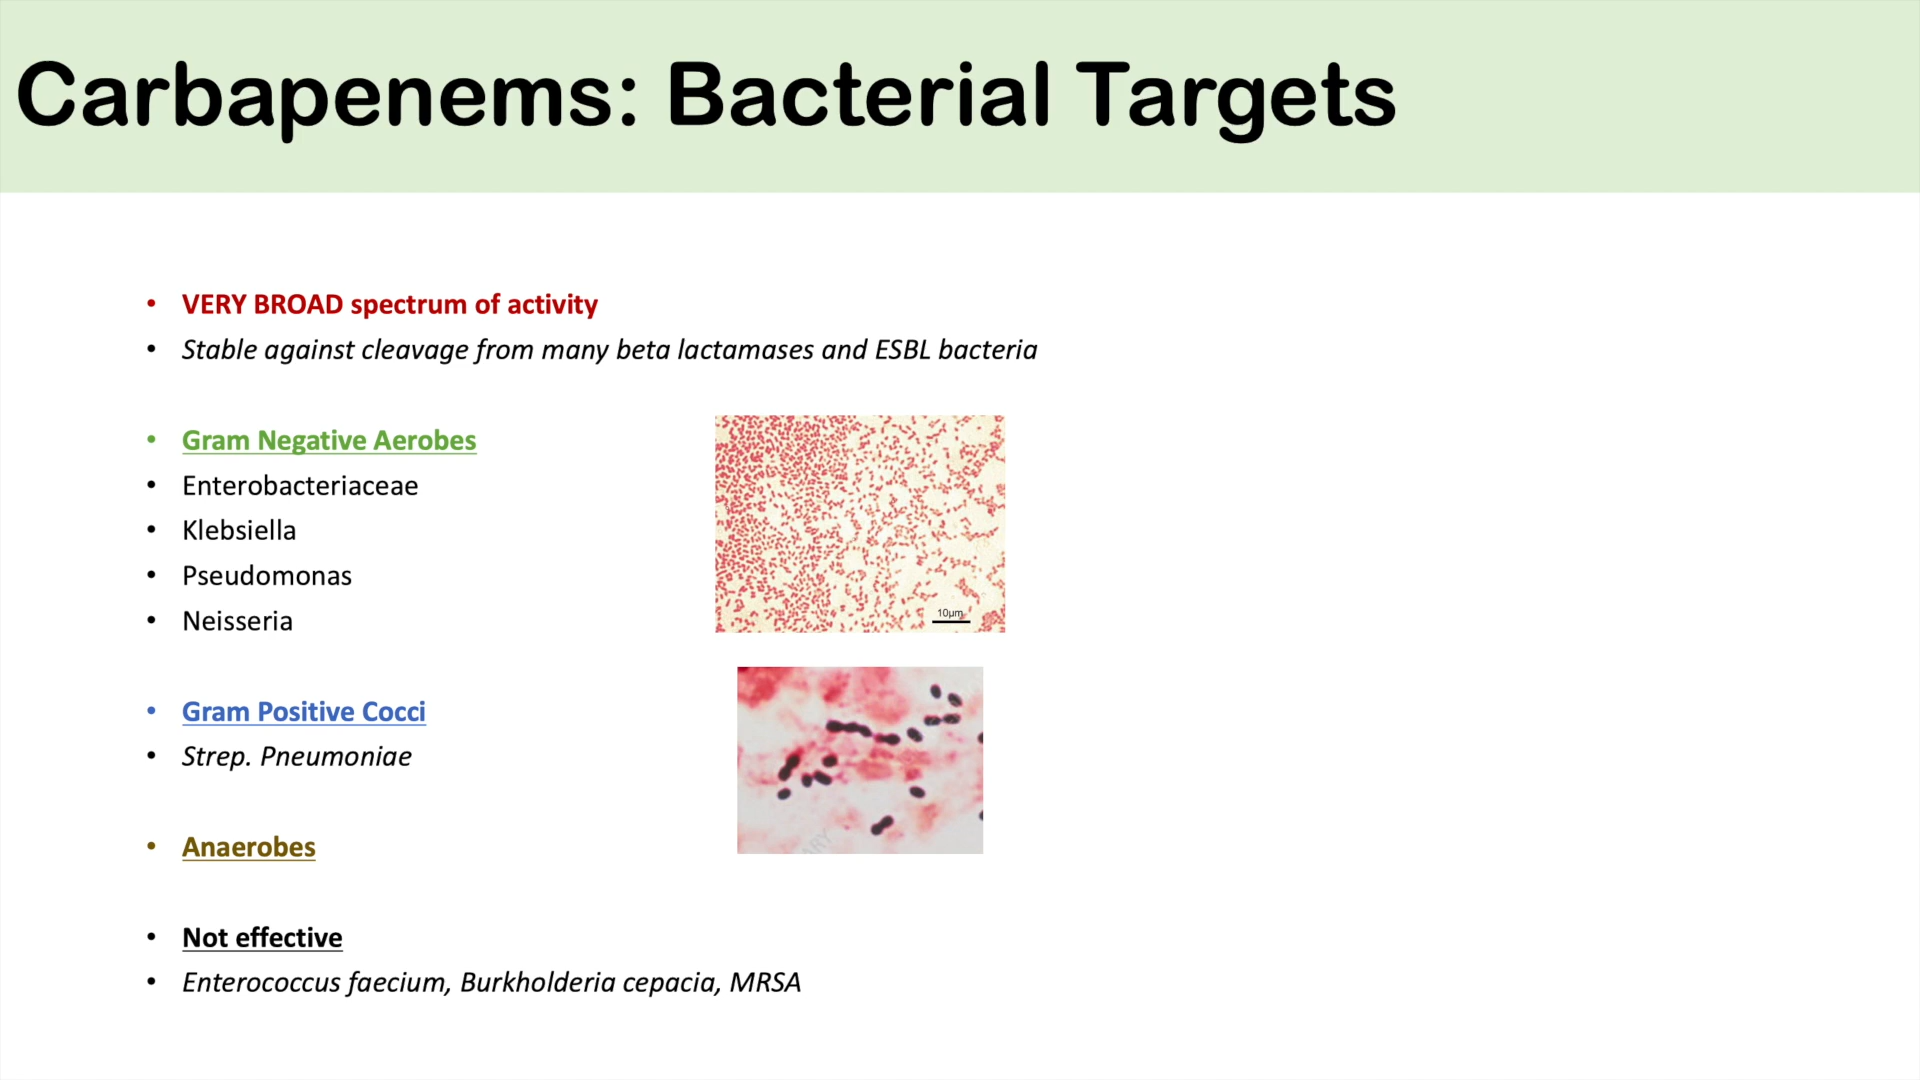 Carbapenems: Bacterial Targets
• VERY BROAD spectrum of activity
• Stable against cleavage from many beta lactamases and ESBL bacteria
• Gram Negative Aerobes
• Enterobacteriaceae
• Klebsiella
• Pseudomonas
• Neisseria
10µm
• Gram Positive Cocci
• Strep. Pneumoniae
• Anaerobes
• Not effective
• Enterococcus faecium, Burkholderia cepacia, MRSA